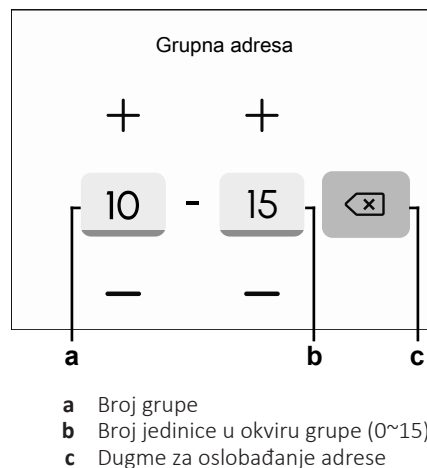 Grupna adresa
+ +
10 - 15
− −
a b c
a Broj grupe
b Broj jedinice u okviru grupe (0~15)
c Dugme za oslobađanje adrese